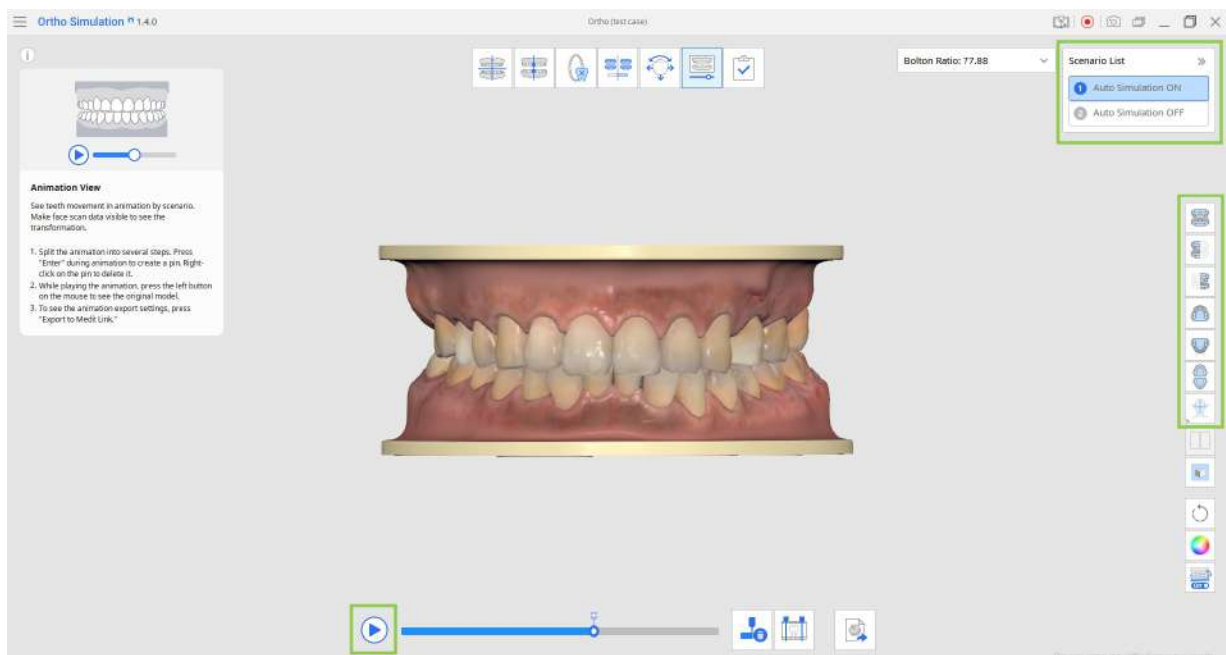 Ortho Simulation 1.4.0
Ortho (test case)
Bolton Ratio: 77.88
Scenario List
1 Auto Simulation ON
2 Auto Simulation OFF
Animation View
See teeth movement in animation by scenario.
Make face scan data visible to see the
transformation.
1. Split the animation into several steps. Press
"Enter" during animation to create a pin. Right-
click on the pin to delete it.
2. While playing the animation, press the left button
on the mouse to see the original model.
3. To see the animation export settings, press
"Export to Medit Link."